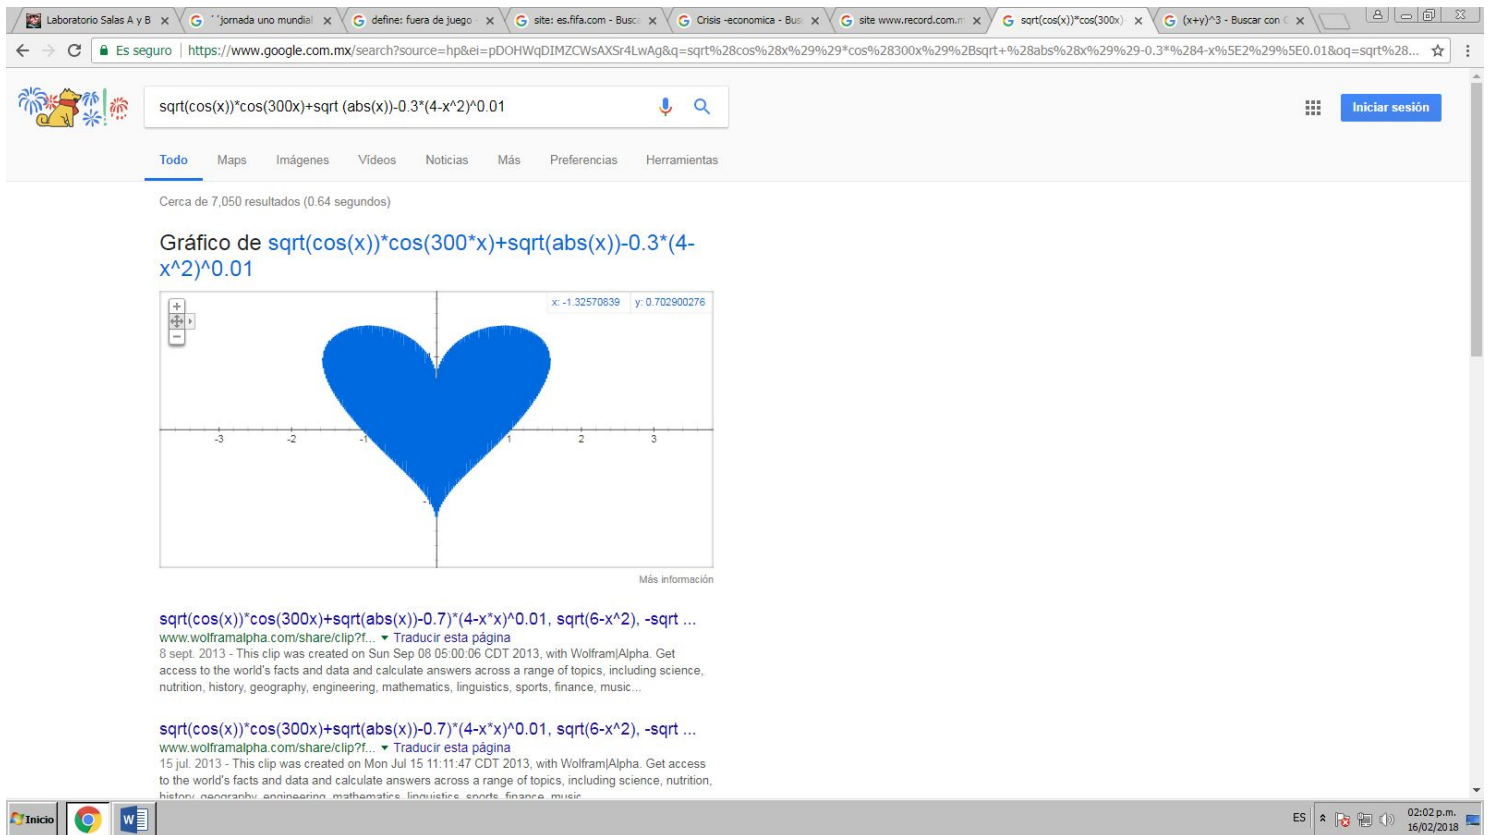 Laboratorio Salas A y B
´´jornada uno mundial
define: fuera de juego -
site: es.fifa.com - Busca
Crisis -economica - Bus
site www.record.com.m
sqrt(cos(x))*cos(300x)-
(x+y)^3 - Buscar con G
Es seguro | https://www.google.com.mx/search?source=hp&ei=pDOHWqDIMZCWsAXSr4LwAg&q=sqrt%28cos%28x%29%29*cos%28300x%29%2Bsqrt+%28abs%28x%29%29-0.3*%284-x%5E2%29%5E0.01&oq=sqrt%28...
sqrt(cos(x))*cos(300x)+sqrt (abs(x))-0.3*(4-x^2)^0.01
Iniciar sesión
Todo Maps Imágenes Vídeos Noticias Más Preferencias Herramientas
Cerca de 7,050 resultados (0.64 segundos)
Gráfico de sqrt(cos(x))*cos(300*x)+sqrt(abs(x))-0.3*(4-
x^2)^0.01
x: -1.32570839 y: 0.702900276
-3 -2 -1 1 2 3
-1
Más información
sqrt(cos(x))*cos(300x)+sqrt(abs(x))-0.7)*(4-x*x)^0.01, sqrt(6-x^2), -sqrt ...
www.wolframalpha.com/share/clip?f... ▾ Traducir esta página
8 sept. 2013 - This clip was created on Sun Sep 08 05:00:06 CDT 2013, with Wolfram|Alpha. Get
access to the world's facts and data and calculate answers across a range of topics, including science,
nutrition, history, geography, engineering, mathematics, linguistics, sports, finance, music...
sqrt(cos(x))*cos(300x)+sqrt(abs(x))-0.7)*(4-x*x)^0.01, sqrt(6-x^2), -sqrt ...
www.wolframalpha.com/share/clip?f... ▾ Traducir esta página
15 jul. 2013 - This clip was created on Mon Jul 15 11:11:47 CDT 2013, with Wolfram|Alpha. Get access
to the world's facts and data and calculate answers across a range of topics, including science, nutrition,
history, geography, engineering, mathematics, linguistics, sports, finance, music
Inicio
ES
02:02 p.m.
16/02/2018